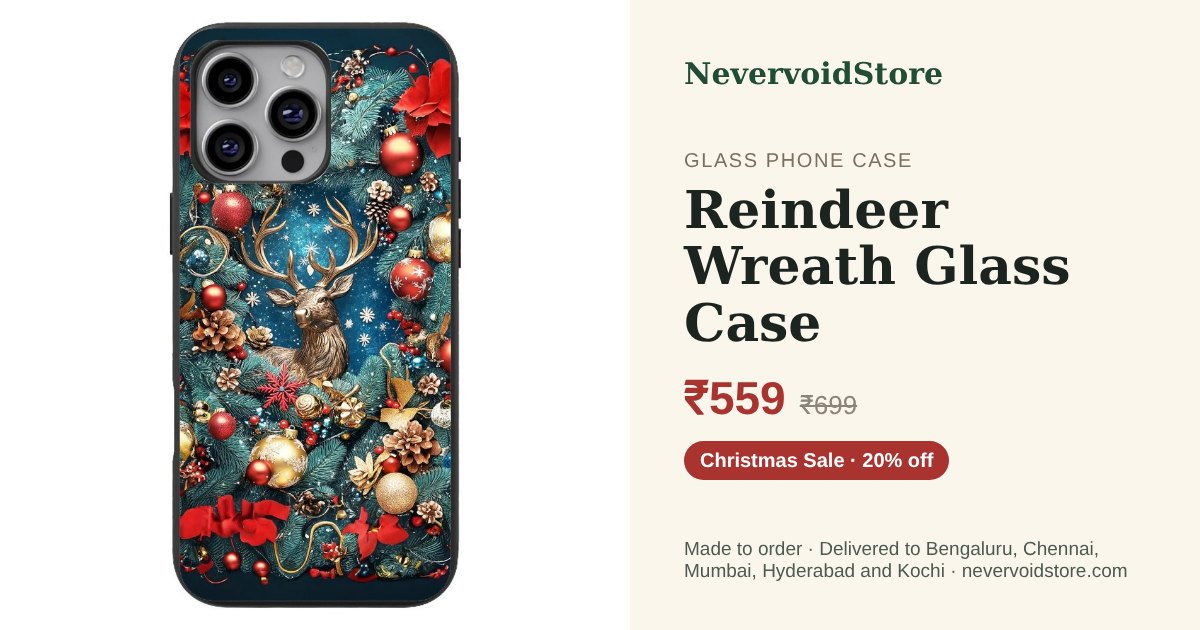 NevervoidStore
GLASS PHONE CASE
Reindeer
Wreath Glass
Case
₹559 ₹699
Christmas Sale · 20% off
Made to order · Delivered to Bengaluru, Chennai,
Mumbai, Hyderabad and Kochi · nevervoidstore.com